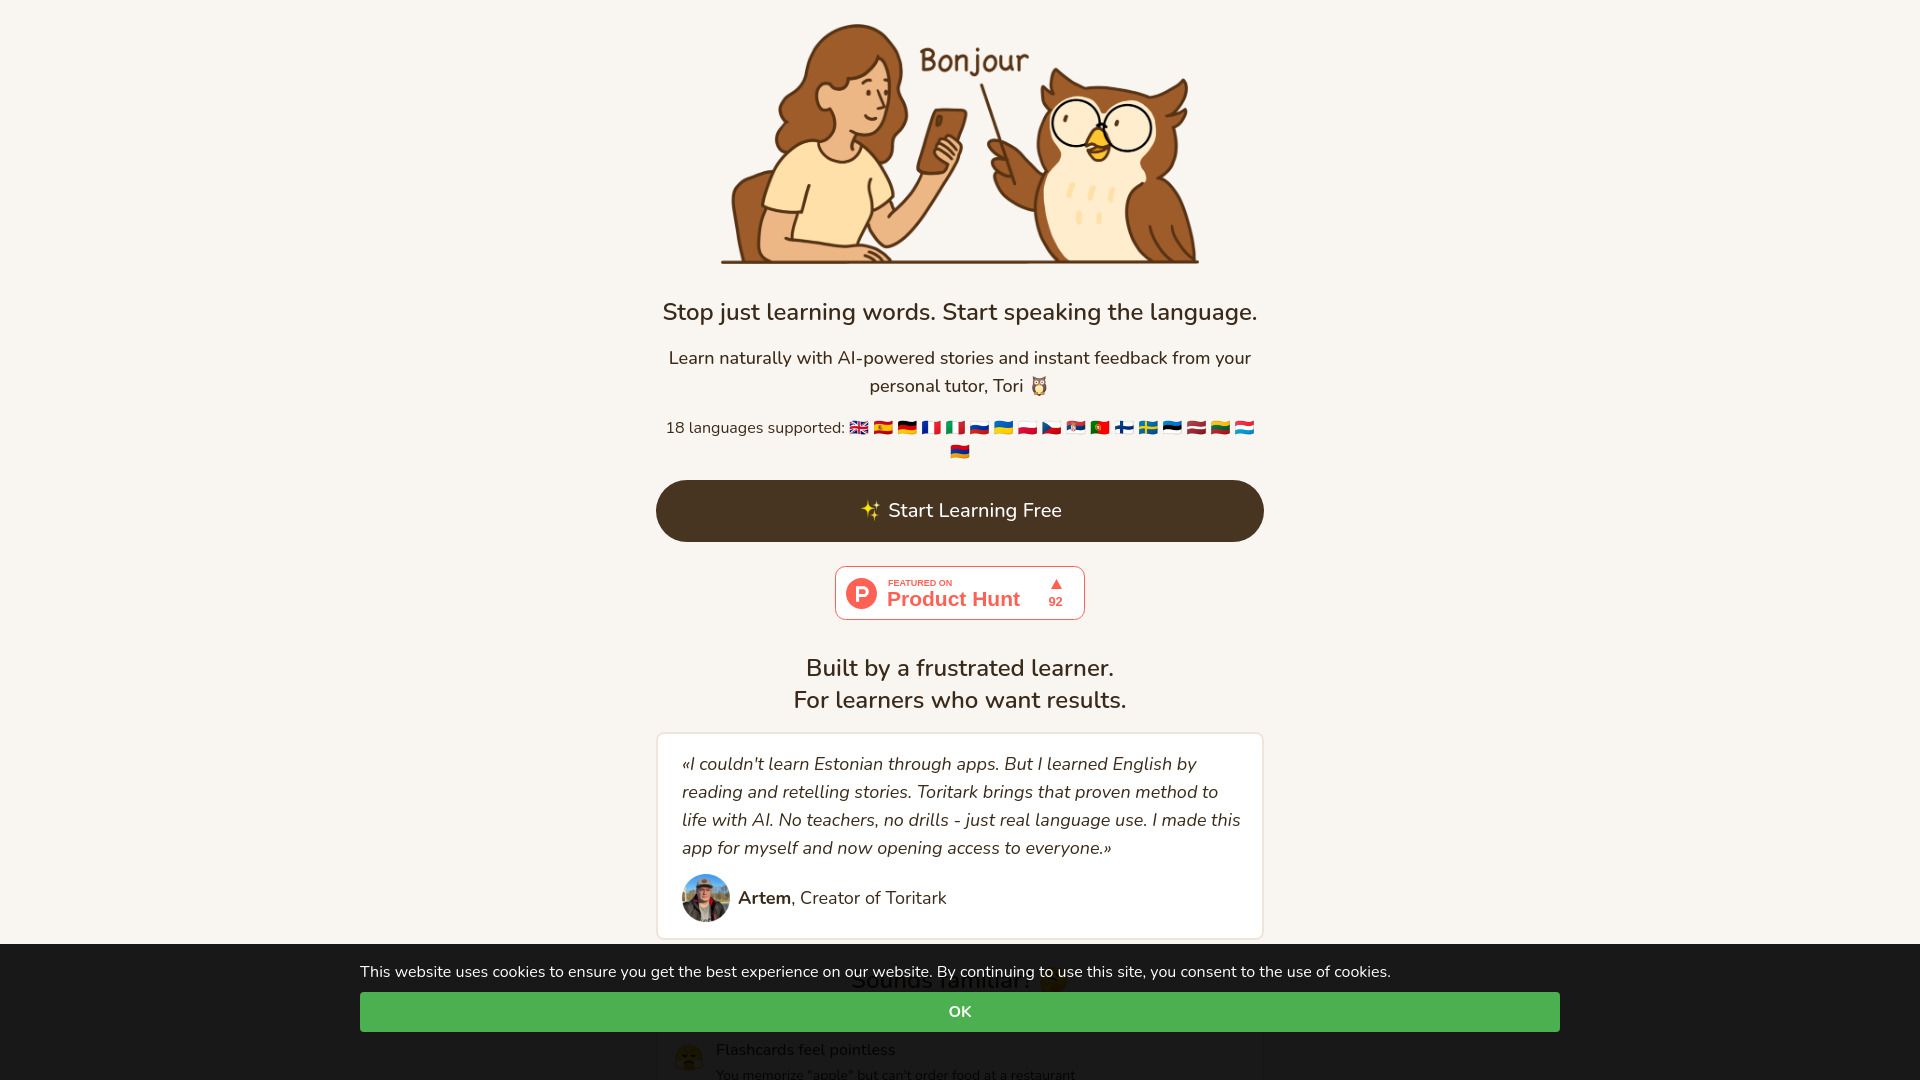 Bonjour
Stop just learning words. Start speaking the language.
Learn naturally with AI-powered stories and instant feedback from your
personal tutor, Tori 🦉
18 languages supported: 🇬🇧 🇪🇸 🇩🇪 🇫🇷 🇮🇹 🇷🇺 🇺🇦 🇵🇱 🇨🇿 🇷🇸 🇵🇹 🇫🇮 🇸🇪 🇪🇪 🇱🇻 🇱🇹 🇱🇺
🇦🇲
✨ Start Learning Free
FEATURED ON
Product Hunt
▲
92
Built by a frustrated learner.
For learners who want results.
«I couldn't learn Estonian through apps. But I learned English by
reading and retelling stories. Toritark brings that proven method to
life with AI. No teachers, no drills - just real language use. I made this
app for myself and now opening access to everyone.»
Artem, Creator of Toritark
This website uses cookies to ensure you get the best experience on our website. By continuing to use this site, you consent to the use of cookies.
Sounds familiar?
OK
Flashcards feel pointless
You memorize "apple" but can't order food at a restaurant